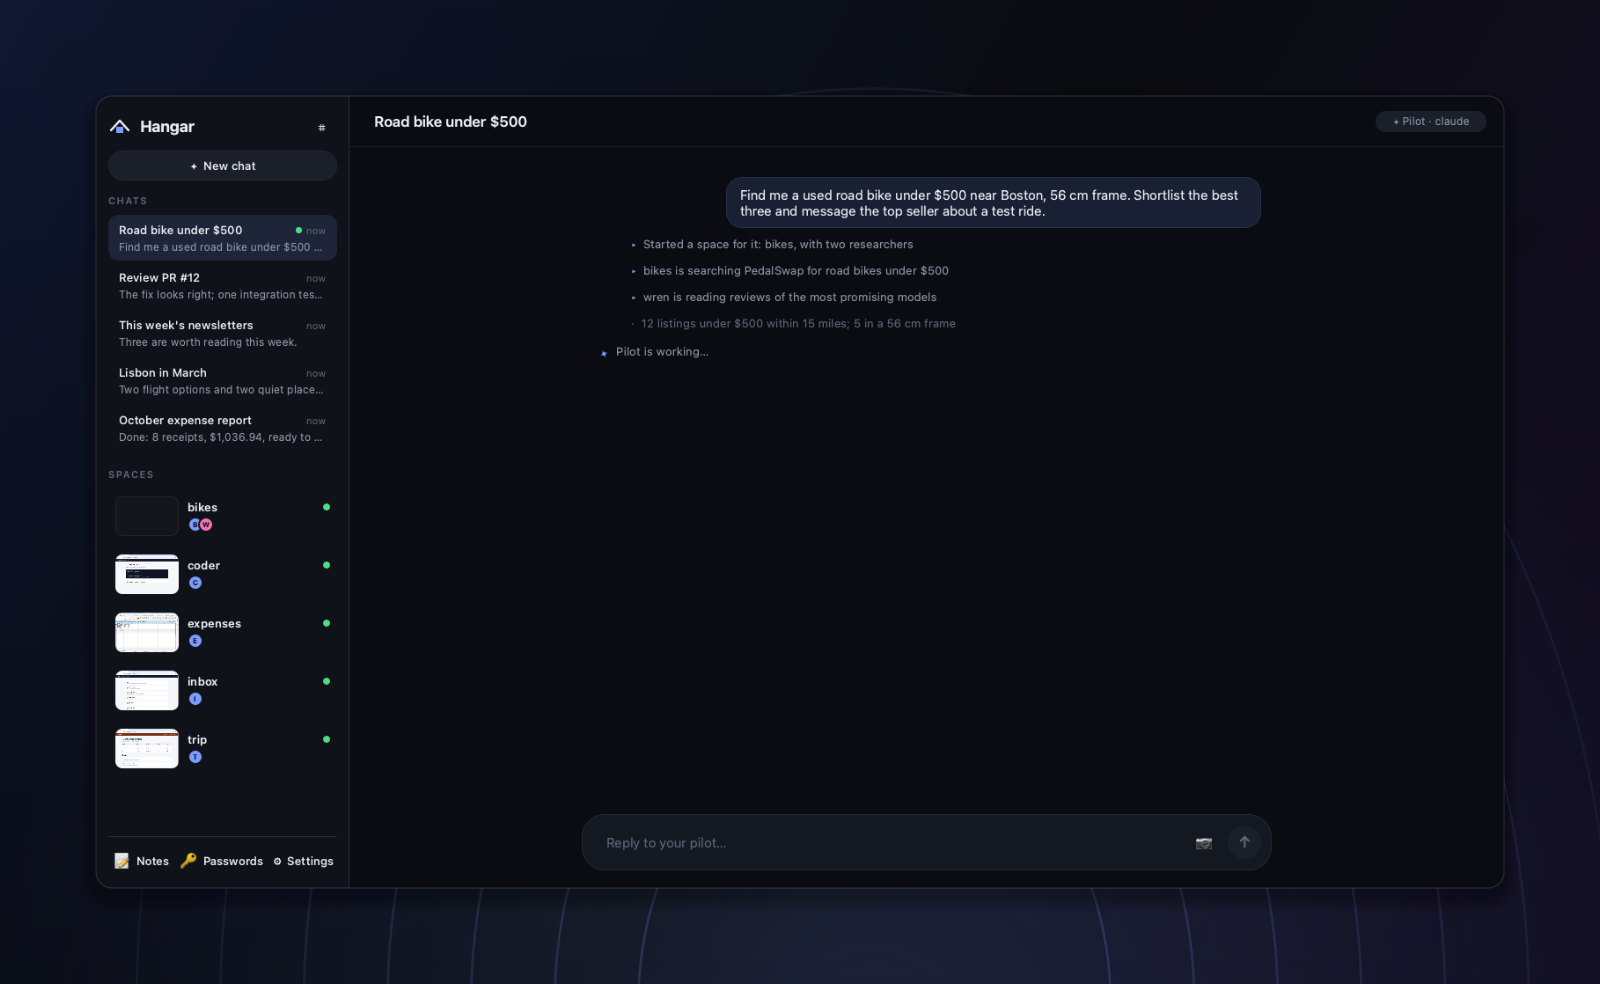 Hangar
#
+ New chat
CHATS
Road bike under $500
now
Find me a used road bike under $500 ...
Review PR #12
now
The fix looks right; one integration tes...
This week's newsletters
now
Three are worth reading this week.
Lisbon in March
now
Two flight options and two quiet place...
October expense report
now
Done: 8 receipts, $1,036.94, ready to ...
SPACES
bikes
B W
coder
C
expenses
E
inbox
I
trip
T
Notes
Passwords
Settings
Road bike under $500
Pilot · claude
Find me a used road bike under $500 near Boston, 56 cm frame. Shortlist the best
three and message the top seller about a test ride.
Started a space for it: bikes, with two researchers
bikes is searching PedalSwap for road bikes under $500
wren is reading reviews of the most promising models
· 12 listings under $500 within 15 miles; 5 in a 56 cm frame
Pilot is working...
Reply to your pilot...